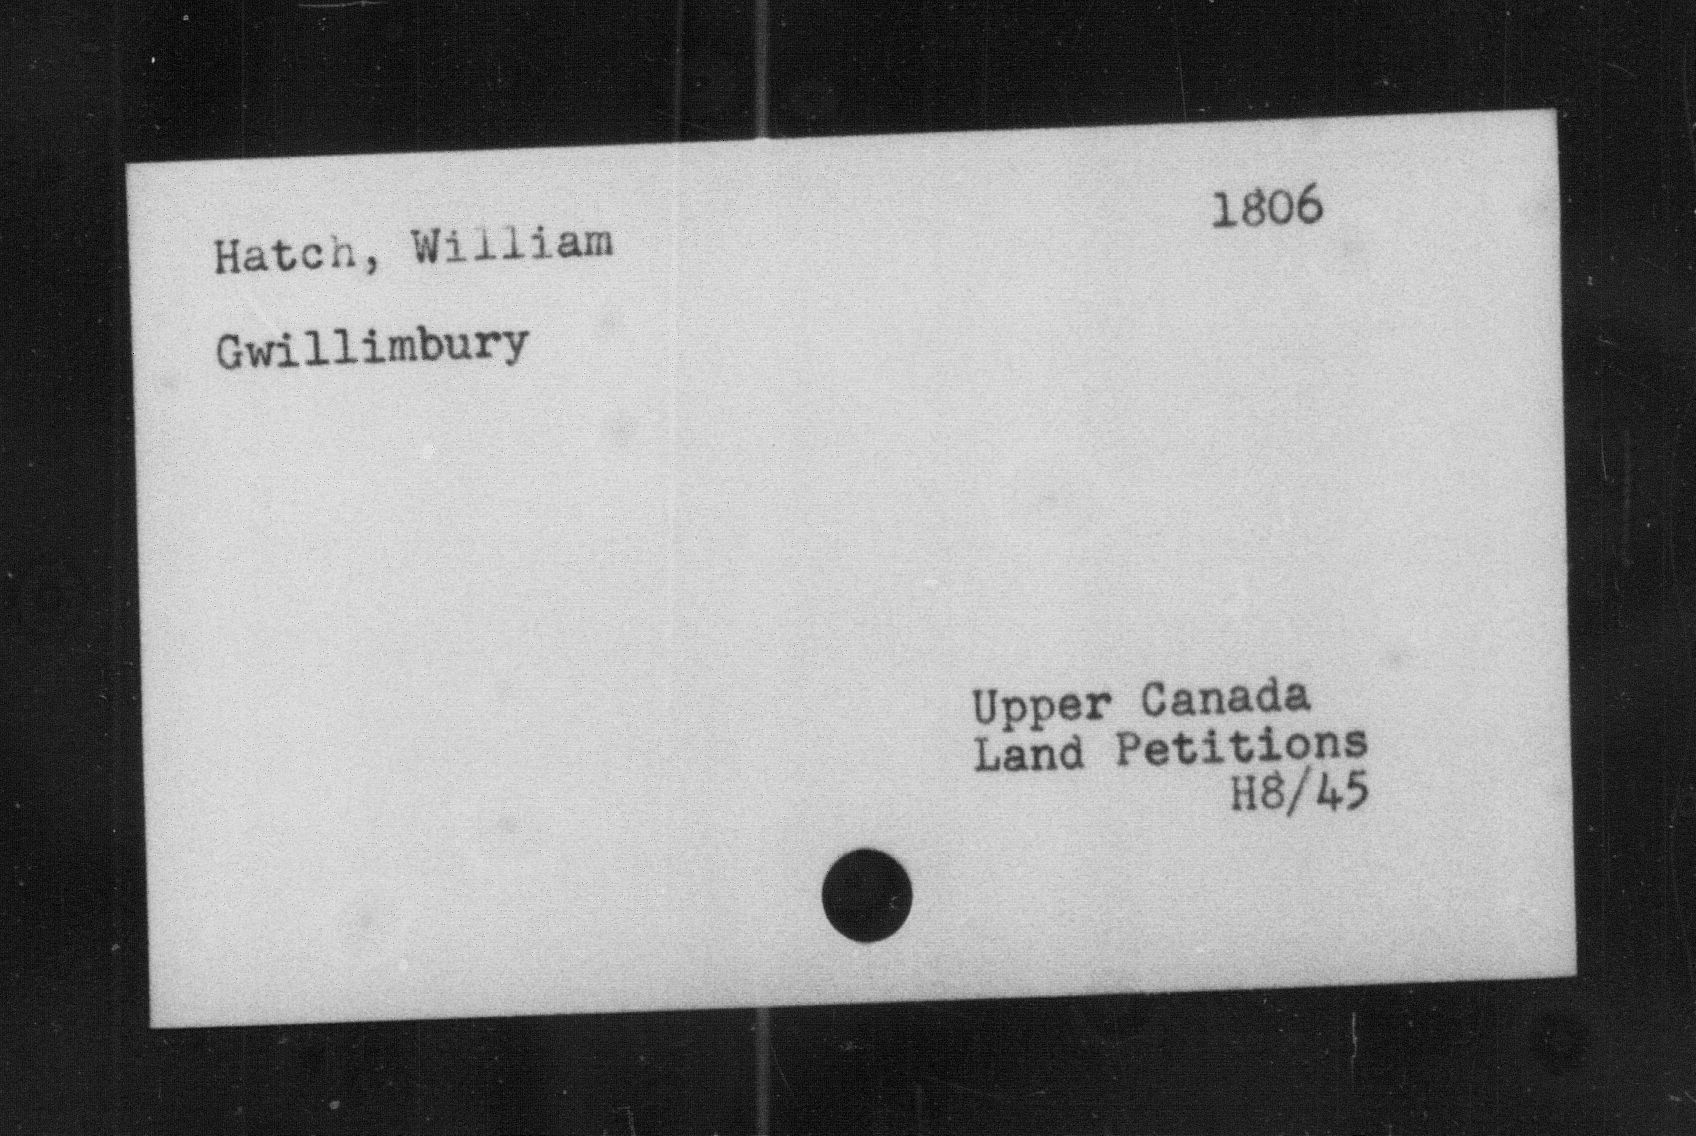 Hatch, William
1806
Gwillimbury
Upper Canada
Land Petitions
H8/45